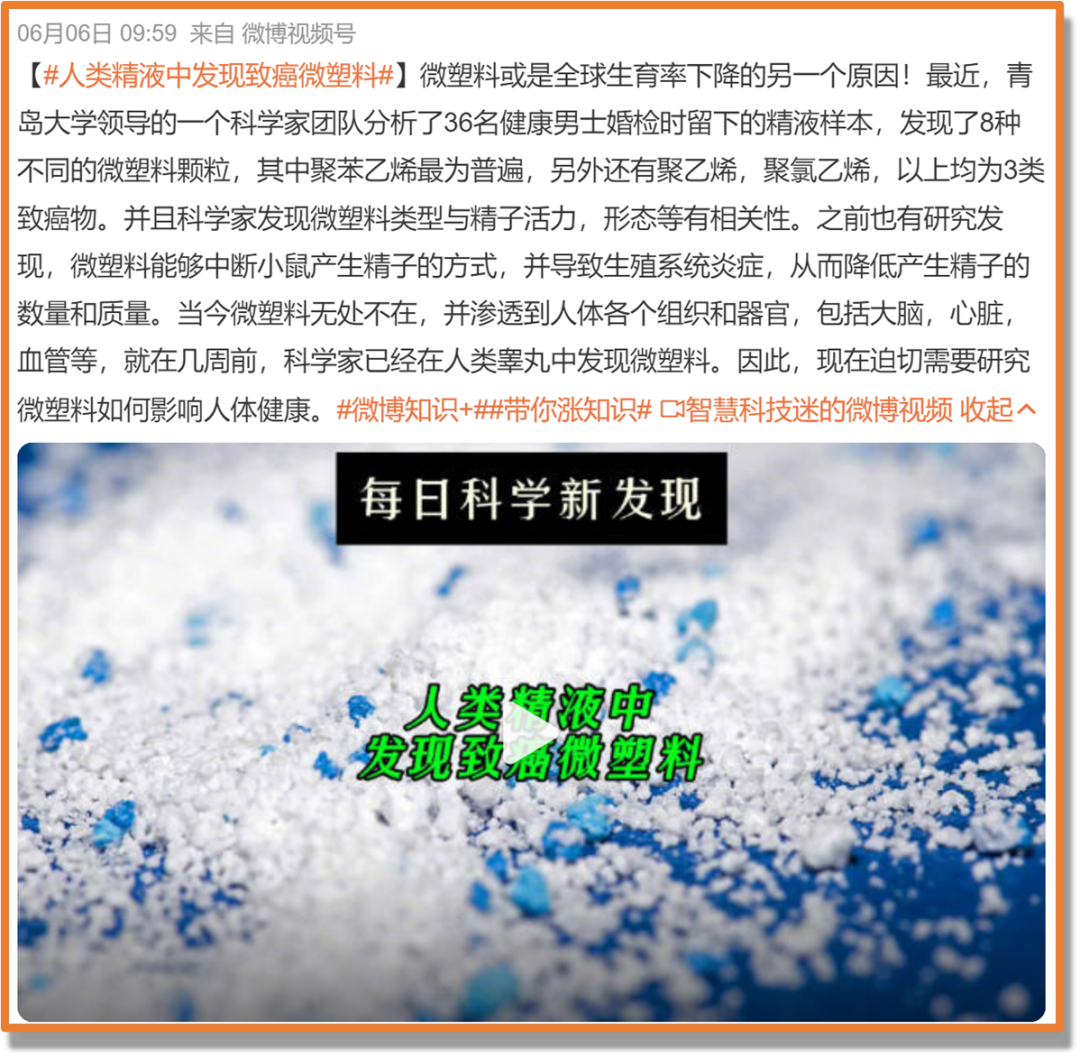 06月06日 09:59 来自 微博视频号
【#人类精液中发现致癌微塑料#】微塑料或是全球生育率下降的另一个原因！最近，青
岛大学领导的一个科学家团队分析了36名健康男士婚检时留下的精液样本，发现了8种
不同的微塑料颗粒，其中聚苯乙烯最为普遍，另外还有聚乙烯，聚氯乙烯，以上均为3类
致癌物。并且科学家发现微塑料类型与精子活力，形态等有相关性。之前也有研究发
现，微塑料能够中断小鼠产生精子的方式，并导致生殖系统炎症，从而降低产生精子的
数量和质量。当今微塑料无处不在，并渗透到人体各个组织和器官，包括大脑，心脏，
血管等，就在几周前，科学家已经在人类睾丸中发现微塑料。因此，现在迫切需要研究
微塑料如何影响人体健康。#微博知识+##带你涨知识# 智慧科技迷的微博视频 收起
每日科学新发现
人类精液中
发现致癌微塑料